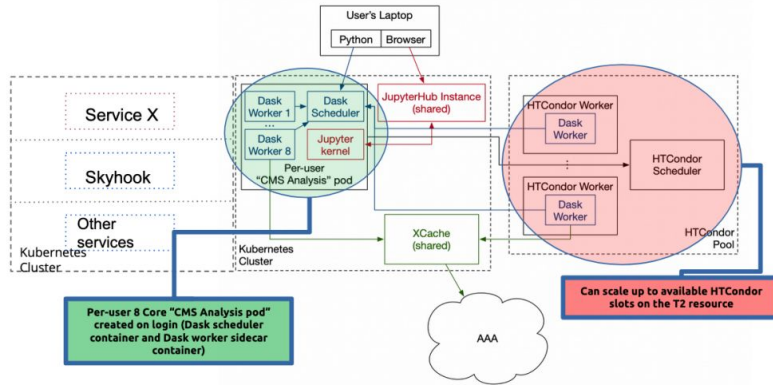 User's Laptop
Python
Browser
Service X
Skyhook
Other
services
Kubernetes
Cluster
Dask
Worker 1
Dask
Scheduler
Dask
Worker 8
Jupyter
kernel
Per-user
"CMS Analysis" pod
JupyterHub Instance
(shared)
Kubernetes
Cluster
XCache
(shared)
AAA
HTCondor Worker
Dask
Worker
HTCondor Worker
Dask
Worker
HTCondor
Scheduler
HTCondor
Pool
Per-user 8 Core "CMS Analysis pod"
created on login (Dask scheduler
container and Dask worker sidecar
container)
Can scale up to available HTCondor
slots on the T2 resource